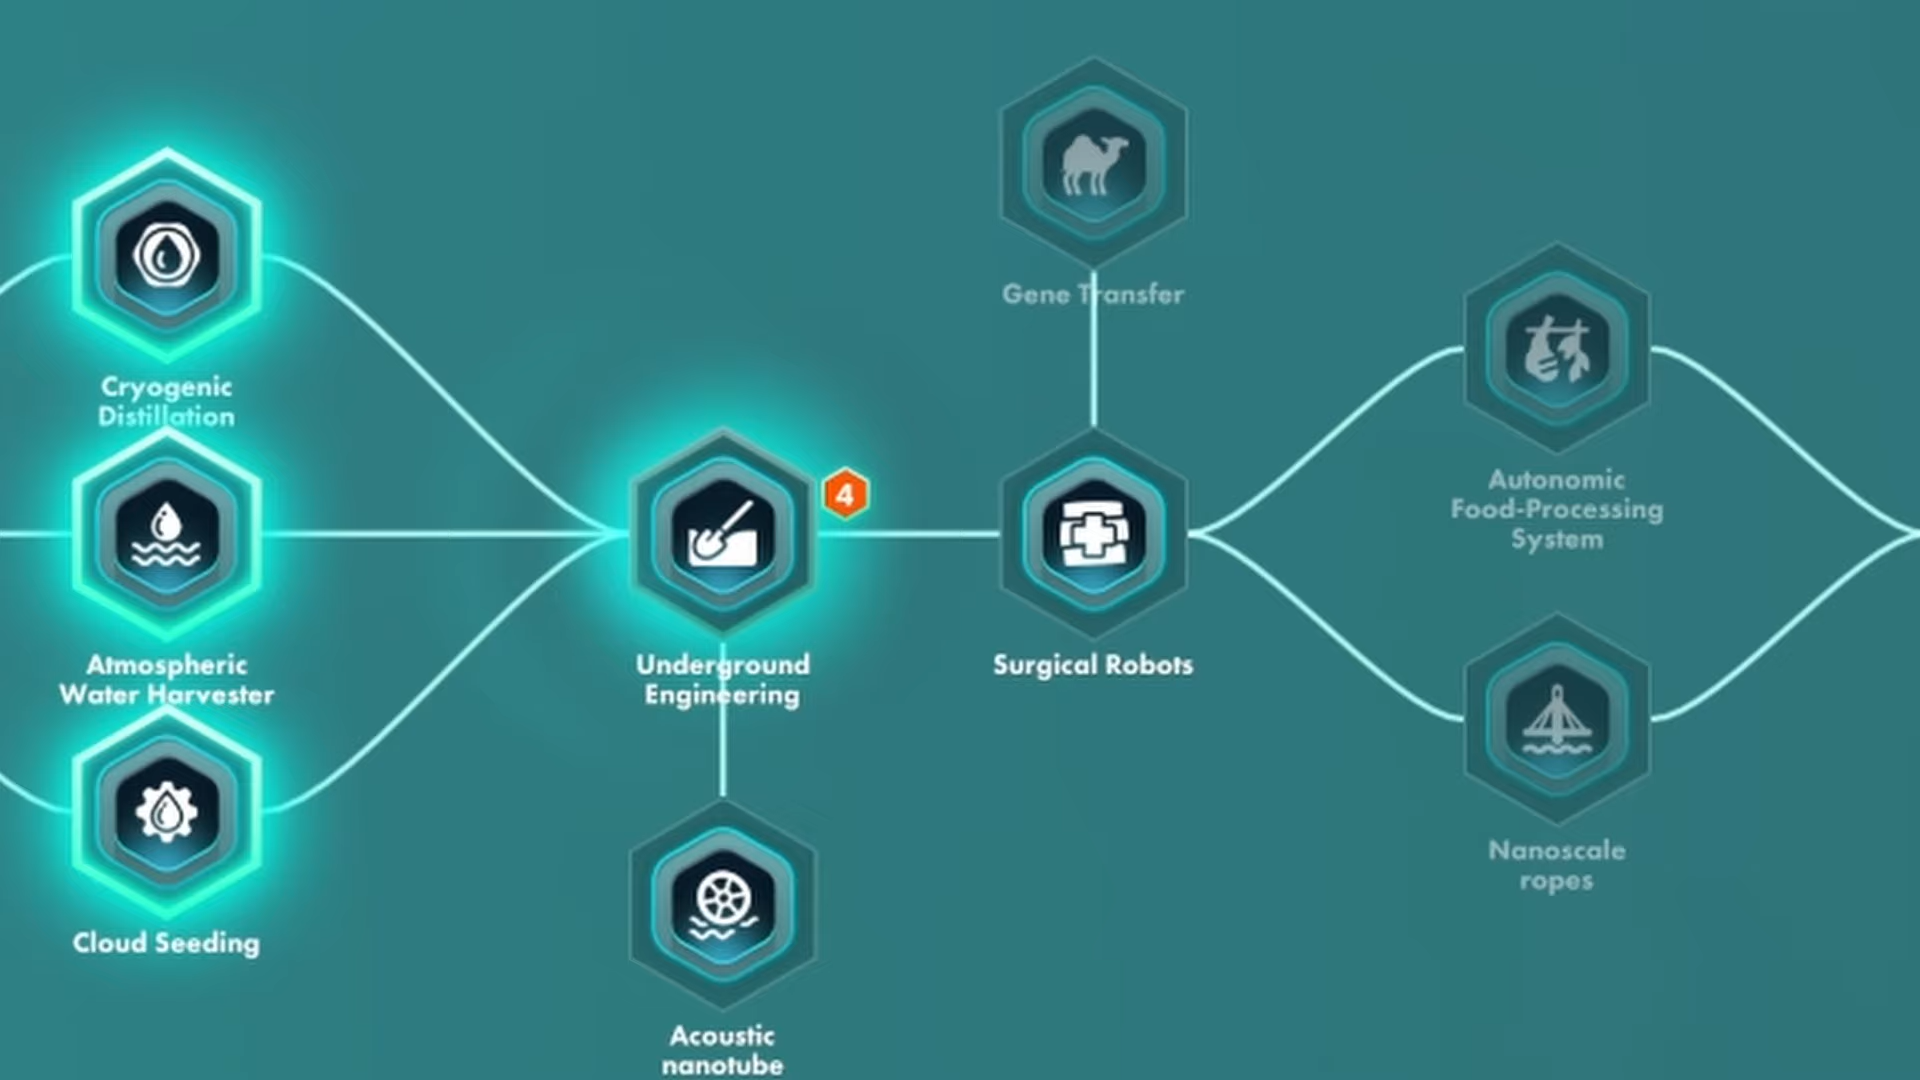 Cryogenic
Distillation
Atmospheric
Water Harvester
Cloud Seeding
4
Underground
Engineering
Acoustic
nanotube
Gene Transfer
Surgical Robots
Autonomic
Food-Processing
System
Nanoscale
ropes